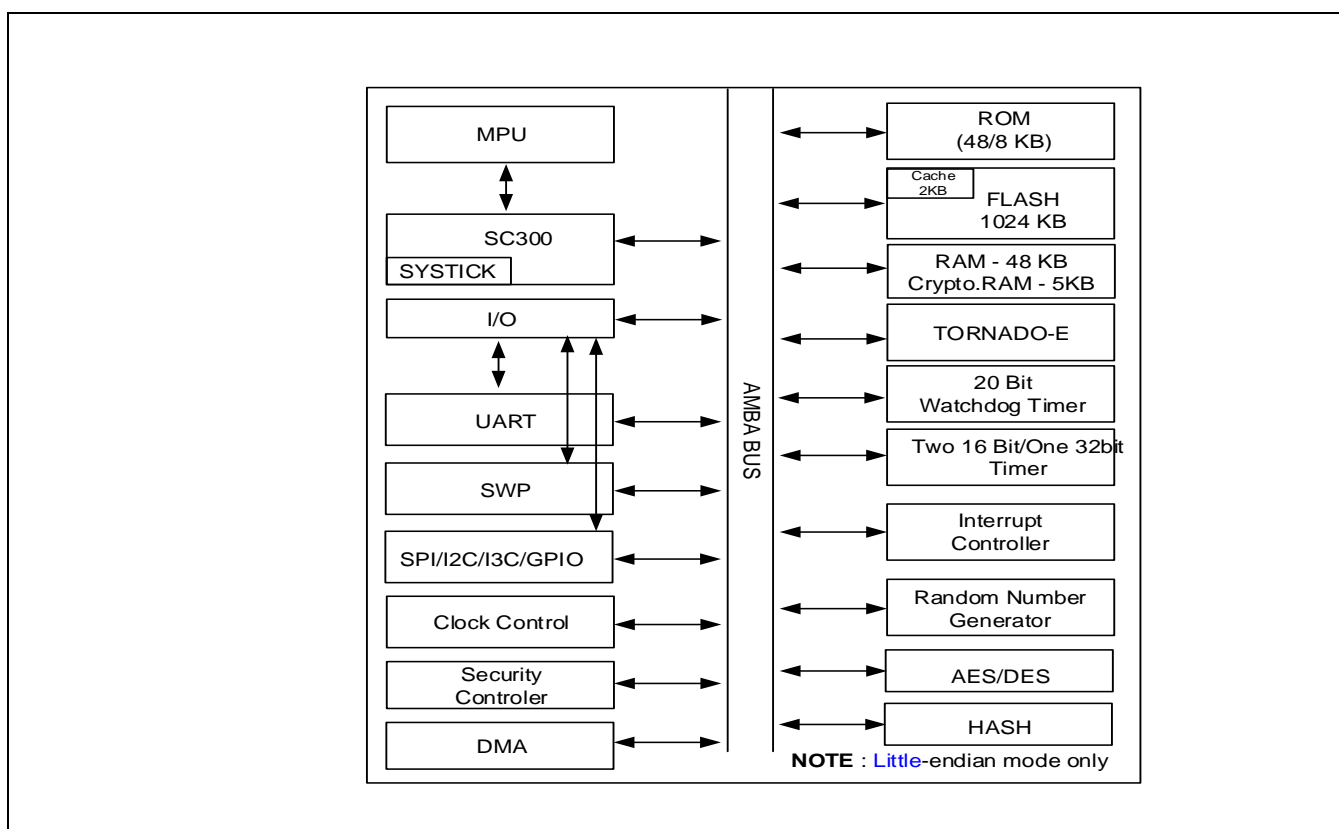 MPU
SC300
SYSTICK
I/O
UART
SWP
SPI/I2C/I3C/GPIO
Clock Control
Security
Controler
DMA
AMBA BUS
ROM
(48/8 KB)
Cache
2KB
FLASH
1024 KB
RAM - 48 KB
Crypto.RAM - 5KB
TORNADO-E
20 Bit
Watchdog Timer
Two 16 Bit/One 32bit
Timer
Interrupt
Controller
Random Number
Generator
AES/DES
HASH
NOTE : Little-endian mode only